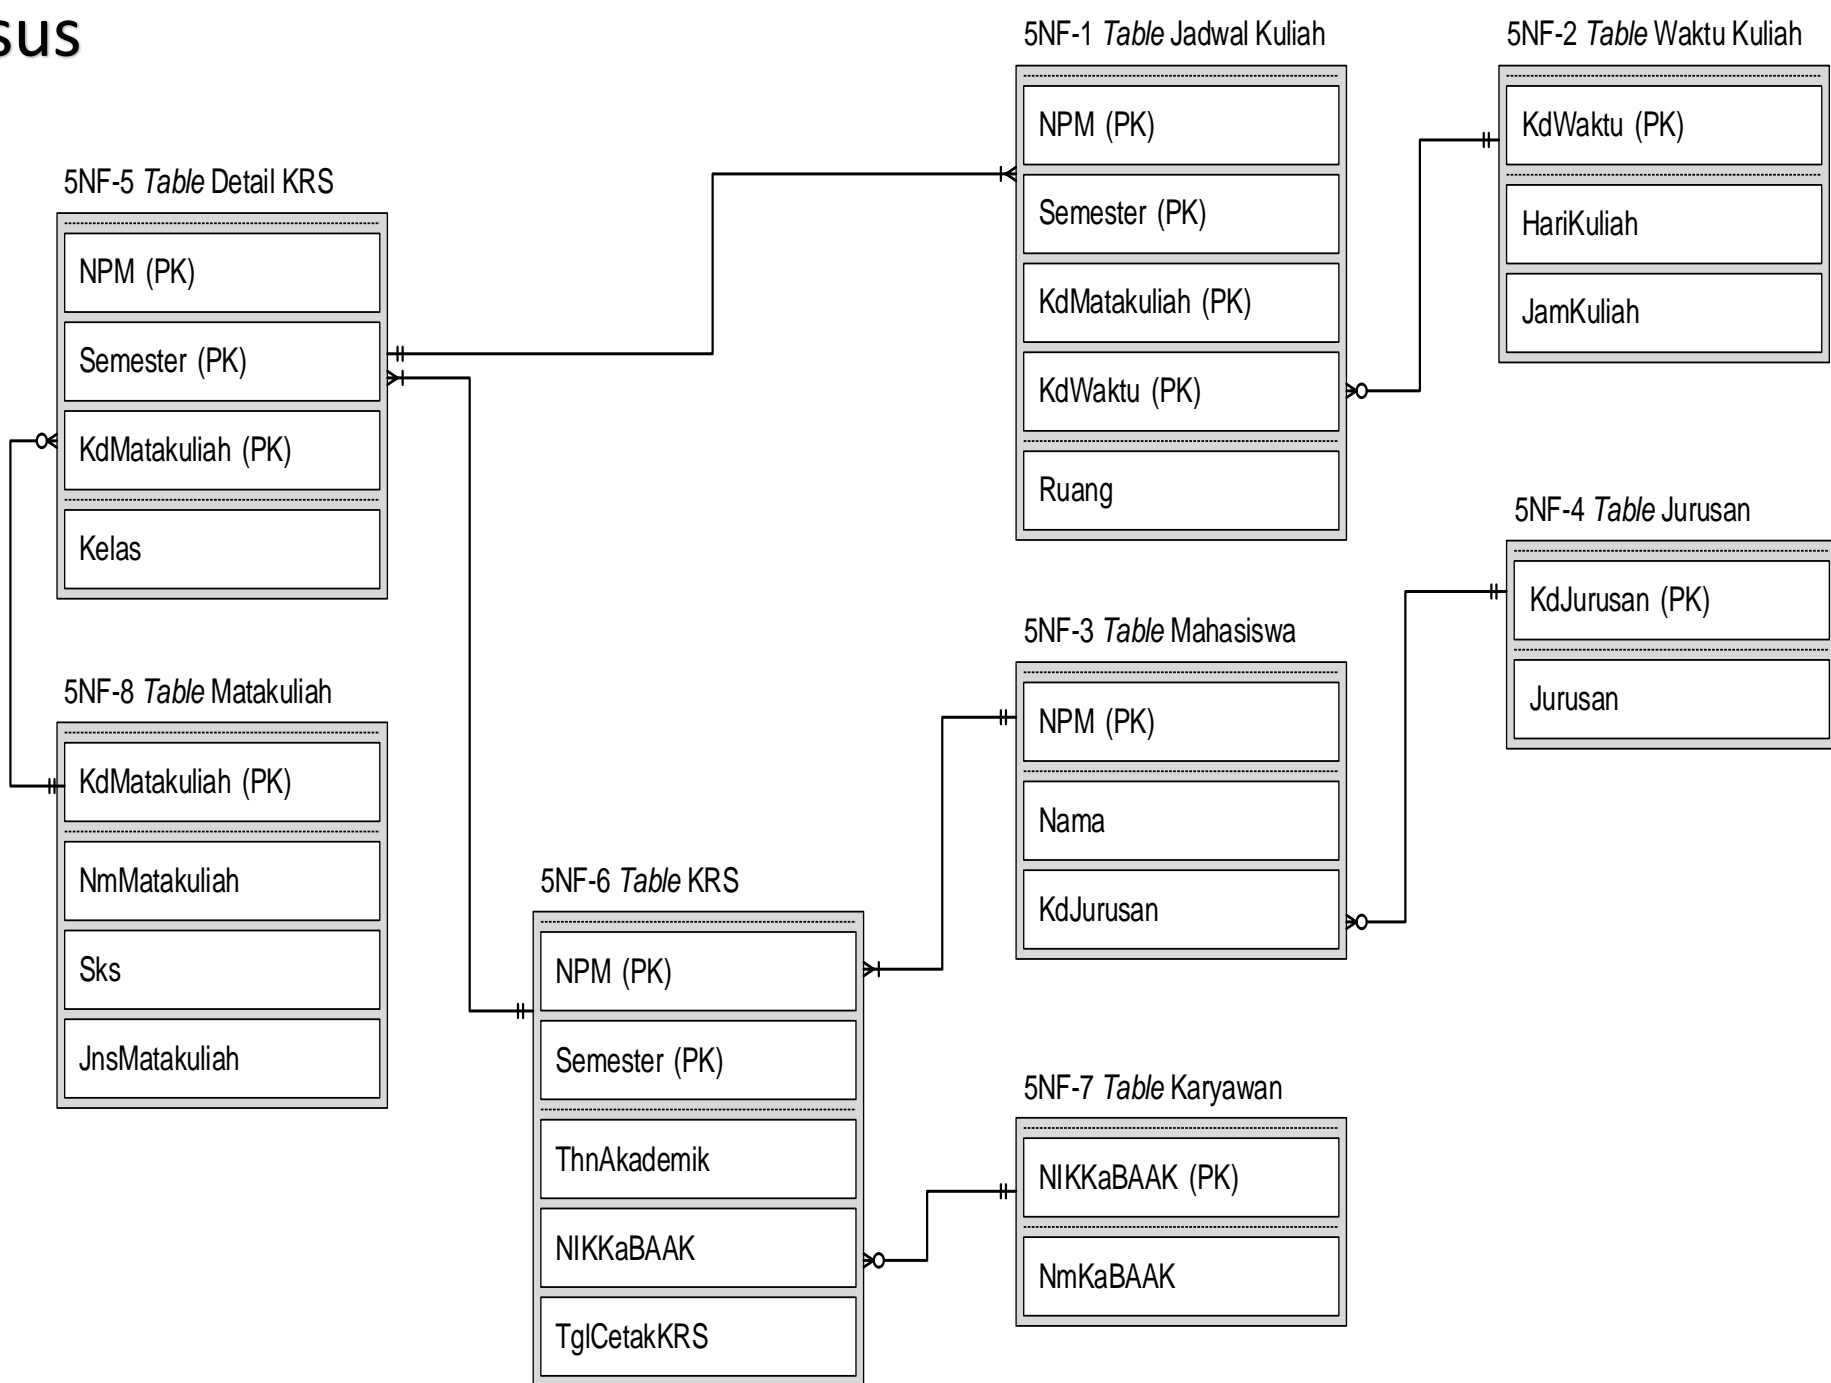 sus
5NF-1 Table Jadwal Kuliah
NPM (PK)
Semester (PK)
KdMatakuliah (PK)
KdWaktu (PK)
Ruang
5NF-2 Table Waktu Kuliah
KdWaktu (PK)
HariKuliah
JamKuliah
5NF-5 Table Detail KRS
NPM (PK)
Semester (PK)
KdMatakuliah (PK)
Kelas
5NF-4 Table Jurusan
KdJurusan (PK)
Jurusan
5NF-3 Table Mahasiswa
NPM (PK)
Nama
KdJurusan
5NF-8 Table Matakuliah
KdMatakuliah (PK)
NmMatakuliah
Sks
JnsMatakuliah
5NF-6 Table KRS
NPM (PK)
Semester (PK)
ThnAkademik
NIKKaBAAK
TglCetakKRS
5NF-7 Table Karyawan
NIKKaBAAK (PK)
NmKaBAAK